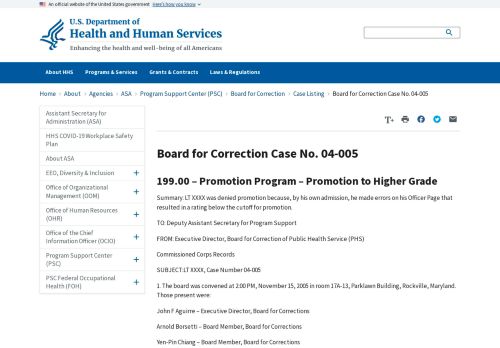 An official website of the United States government Here's how you know
U.S. Department of
Health and Human Services
Enhancing the health and well-being of all Americans
About HHS Programs & Services Grants & Contracts Laws & Regulations
Home › About › Agencies › ASA › Program Support Center (PSC) › Board for Correction › Case Listing › Board for Correction Case No. 04-005
Assistant Secretary for
Administration (ASA)
HHS COVID-19 Workplace Safety
Plan
About ASA
EEO, Diversity & Inclusion +
Office of Organizational
Management (OOM) +
Office of Human Resources
(OHR) +
Office of the Chief
Information Officer (OCIO) +
Program Support Center
(PSC) +
PSC Federal Occupational
Health (FOH) +
T+
Board for Correction Case No. 04-005
199.00 – Promotion Program – Promotion to Higher Grade
Summary: LT XXXX was denied promotion because, by his own admission, he made errors on his Officer Page that
resulted in a rating below the cutoff for promotion.
TO: Deputy Assistant Secretary for Program Support
FROM: Executive Director, Board for Correction of Public Health Service (PHS)
Commissioned Corps Records
SUBJECT:LT XXXX, Case Number 04-005
1. The board was convened at 2:00 PM, November 15, 2005 in room 17A-13, Parklawn Building, Rockville, Maryland.
Those present were:
John F Aguirre – Executive Director, Board for Corrections
Arnold Borsetti – Board Member, Board for Corrections
Yen-Pin Chiang – Board Member, Board for Corrections